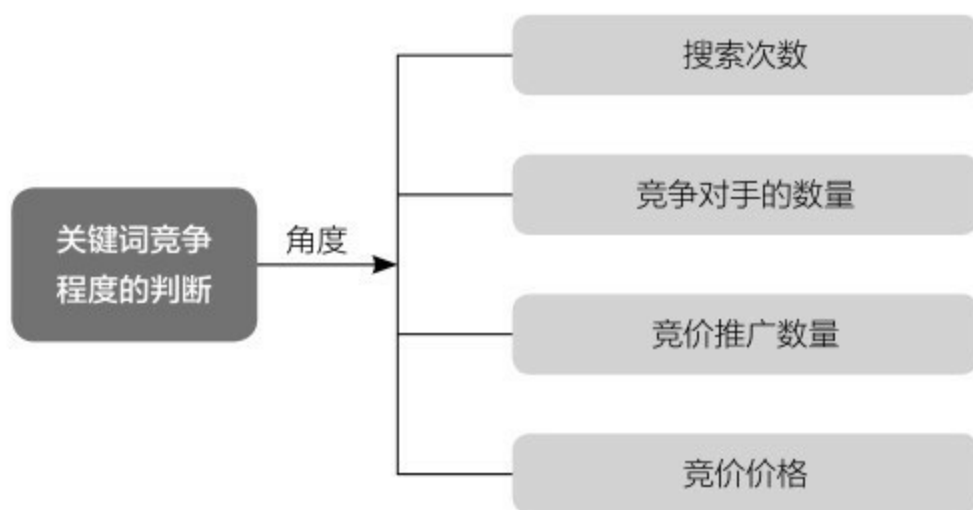 关键词竞争
程度的判断
角度
搜索次数
竞争对手的数量
竞价推广数量
竞价价格